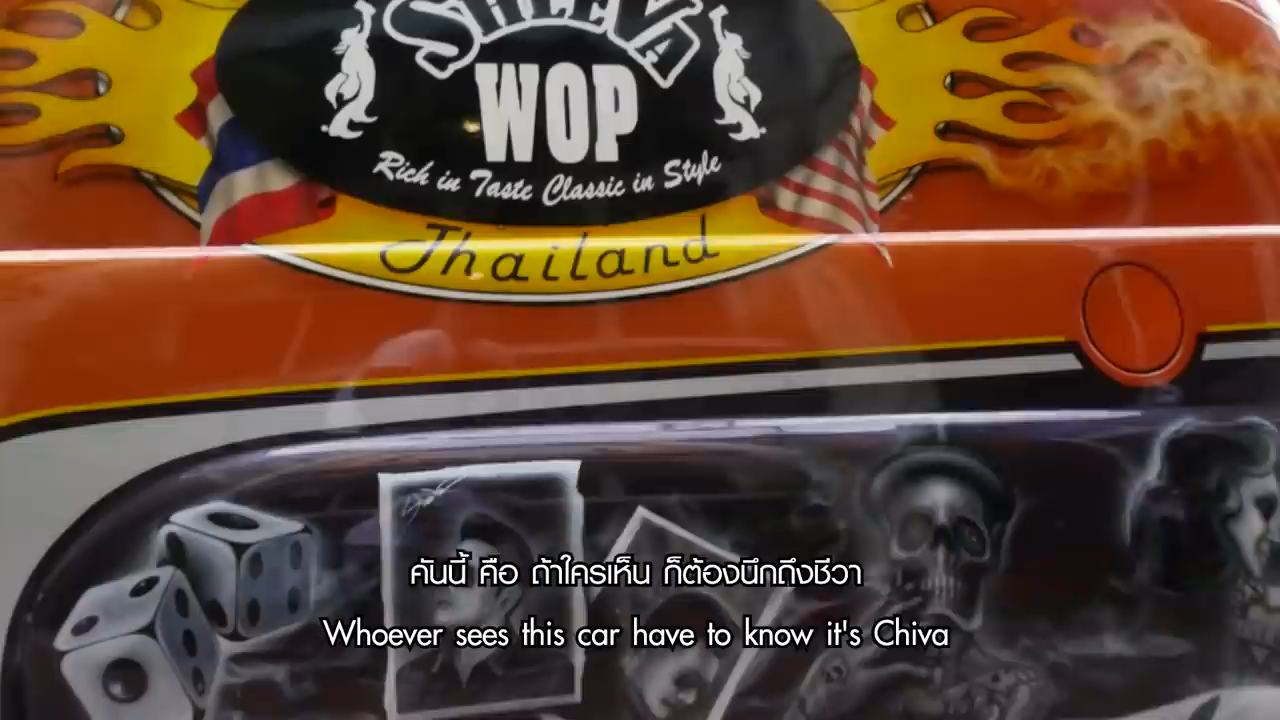 WOP
Rich in Taste Classic in Style
Thailand
คันนี้ คือ ถ้าใครเห็น ก็ต้องนึกถึงชีวา
Whoever sees this car have to know it's Chiva